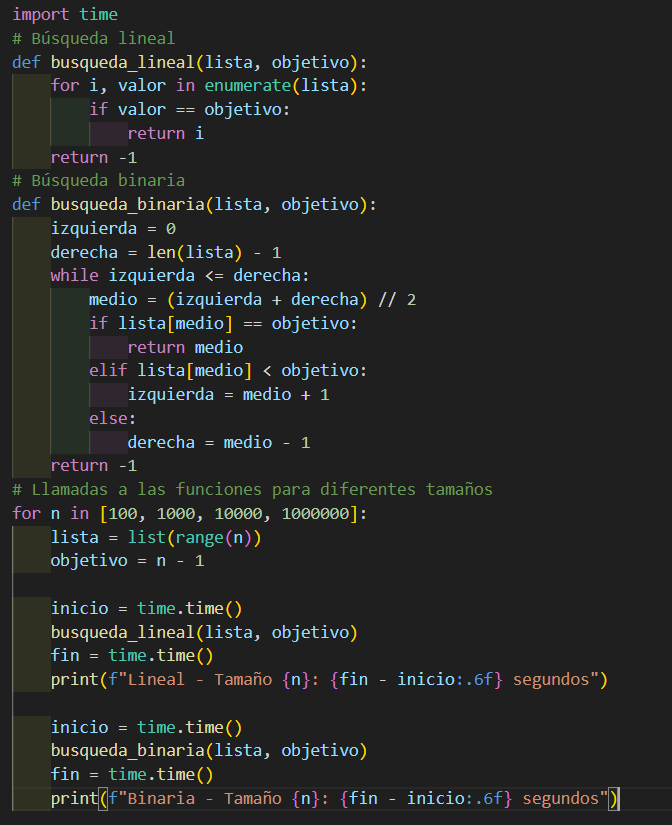 import time
# Búsqueda lineal
def busqueda_lineal(lista, objetivo):
    for i, valor in enumerate(lista):
        if valor == objetivo:
            return i
    return -1
# Búsqueda binaria
def busqueda_binaria(lista, objetivo):
    izquierda = 0
    derecha = len(lista) - 1
    while izquierda <= derecha:
        medio = (izquierda + derecha) // 2
        if lista[medio] == objetivo:
            return medio
        elif lista[medio] < objetivo:
            izquierda = medio + 1
        else:
            derecha = medio - 1
    return -1
# Llamadas a las funciones para diferentes tamaños
for n in [100, 1000, 10000, 1000000]:
    lista = list(range(n))
    objetivo = n - 1

    inicio = time.time()
    busqueda_lineal(lista, objetivo)
    fin = time.time()
    print(f"Lineal - Tamaño {n}: {fin - inicio:.6f} segundos")

    inicio = time.time()
    busqueda_binaria(lista, objetivo)
    fin = time.time()
    print(f"Binaria - Tamaño {n}: {fin - inicio:.6f} segundos")